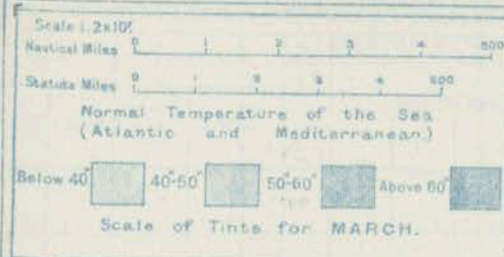 Scale 1.2x10⁷
Nautical Miles 0 1 2 3 4 500
Statute Miles 0 1 2 3 4 500
Normal Temperature of the Sea
(Atlantic and Mediterranean)
Below 40° 40°-50° 50°-60° Above 60°
Scale of Tints for MARCH.